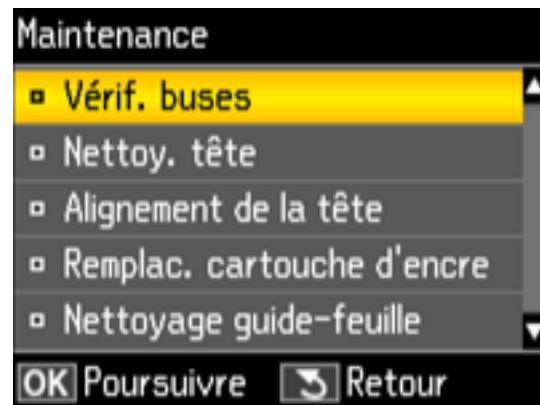 Maintenance
Vérif. buses
Nettoy. tête
Alignement de la tête
Remplac. cartouche d'encre
Nettoyage guide-feuille
OK Poursuivre Retour